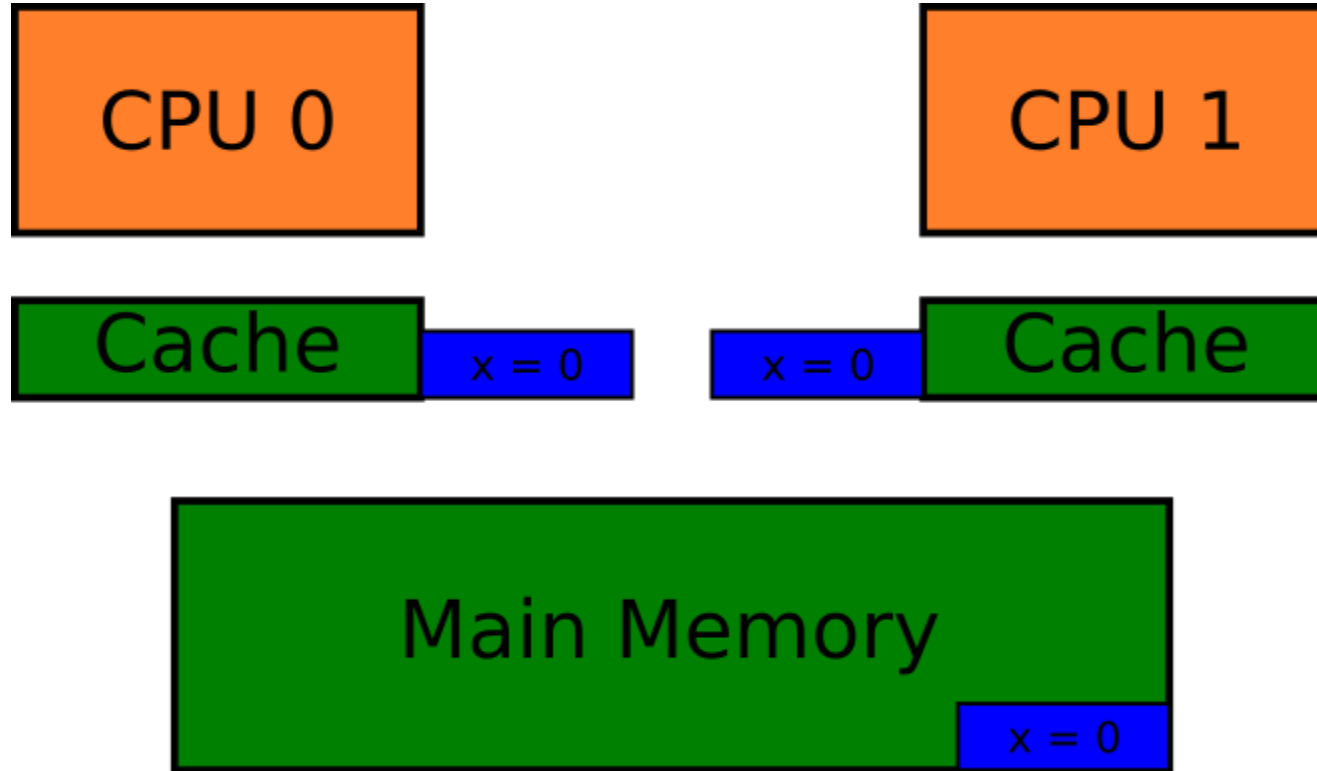 CPU 0
CPU 1
Cache
x = 0
x = 0
Cache
Main Memory
x = 0